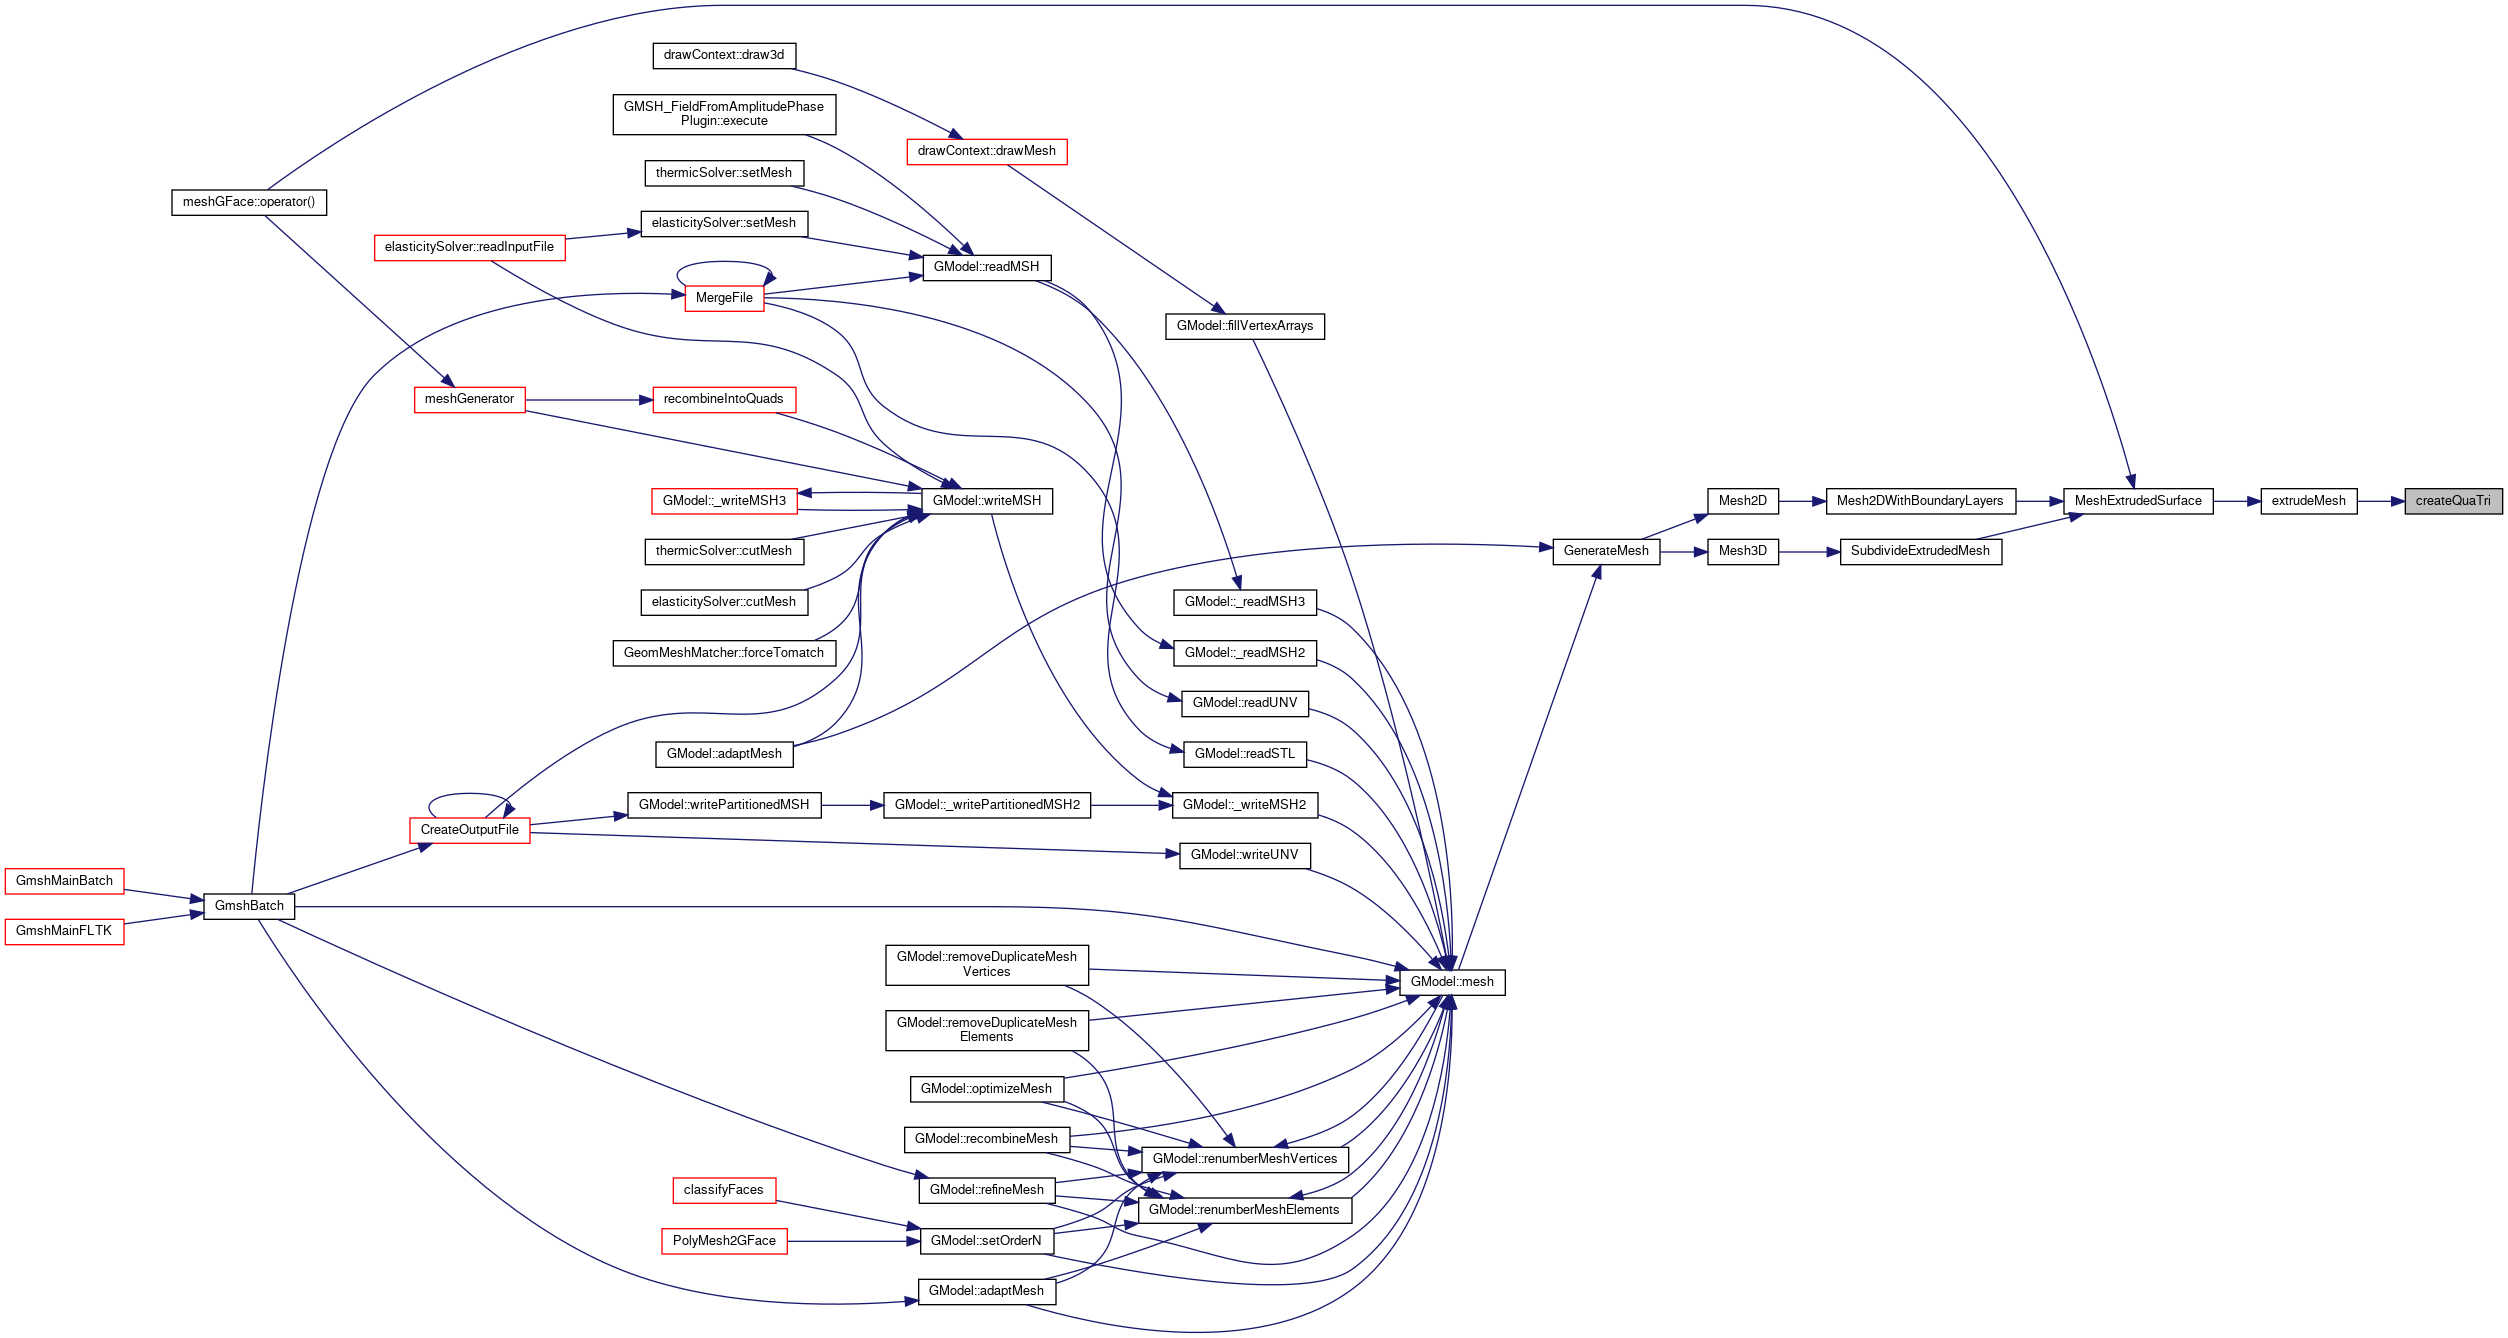 drawContext::draw3d
GMSH_FieldFromAmplitudePhase
Plugin::execute
drawContext::drawMesh
thermicSolver::setMesh
meshGFace::operator()
elasticitySolver::setMesh
elasticitySolver::readInputFile
GModel::readMSH
MergeFile
GModel::fillVertexArrays
meshGenerator
recombineIntoQuads
GModel::_writeMSH3
GModel::writeMSH
Mesh2D
Mesh2DWithBoundaryLayers
MeshExtrudedSurface
extrudeMesh
createQuaTri
thermicSolver::cutMesh
GenerateMesh
Mesh3D
SubdivideExtrudedMesh
elasticitySolver::cutMesh
GModel::_readMSH3
GeomMeshMatcher::forceTomatch
GModel::_readMSH2
GModel::readUNV
GModel::adaptMesh
GModel::readSTL
GModel::writePartitionedMSH
GModel::_writePartitionedMSH2
GModel::_writeMSH2
CreateOutputFile
GModel::writeUNV
GmshMainBatch
GmshBatch
GmshMainFLTK
GModel::removeDuplicateMesh
Vertices
GModel::mesh
GModel::removeDuplicateMesh
Elements
GModel::optimizeMesh
GModel::recombineMesh
GModel::renumberMeshVertices
classifyFaces
GModel::refineMesh
GModel::renumberMeshElements
PolyMesh2GFace
GModel::setOrderN
GModel::adaptMesh